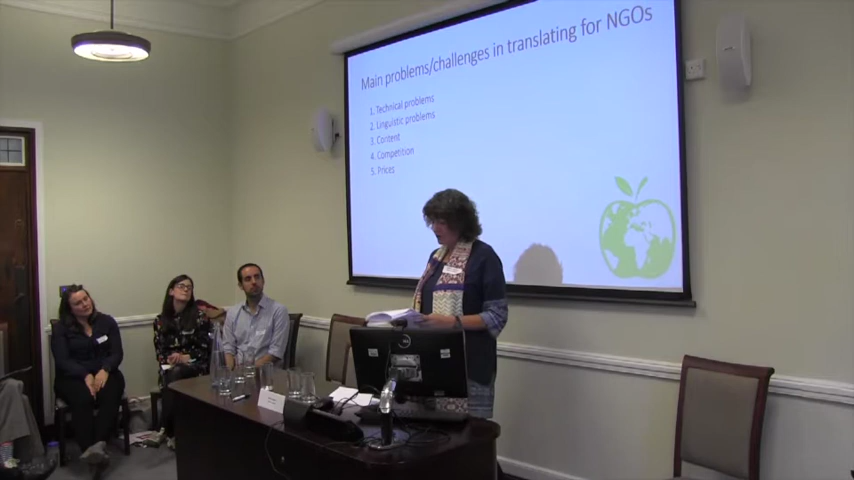 Main problems/challenges in translating for NGOs
1. Technical problems
2. Linguistic problems
3. Content
4. Competition
5. Prices